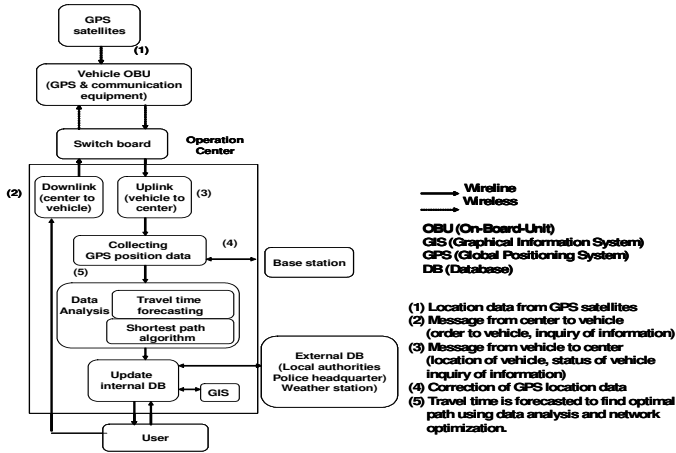 GPS
satellites
(1)
Vehicle OBU
(GPS & communication
equipment)
Switch board
Operation
Center
(2)
Downlink
(center to
vehicle)
Uplink
(vehicle to
center)
(3)
Collecting
GPS position data
(4)
Base station
(5)
Data
Analysis
Travel time
forecasting
Shortest path
algorithm
Update
internal DB
GIS
External DB
(Local authorities
Police headquarter)
Weather station)
User
Wireline
Wireless
OBU (On-Board-Unit)
GIS (Graphical Information System)
GPS (Global Positioning System)
DB (Database)
(1) Location data from GPS satellites
(2) Message from center to vehicle
(order to vehicle, inquiry of information)
(3) Message from vehicle to center
(location of vehicle, status of vehicle
inquiry of information)
(4) Correction of GPS location data
(5) Travel time is forecasted to find optimal
path using data analysis and network
optimization.